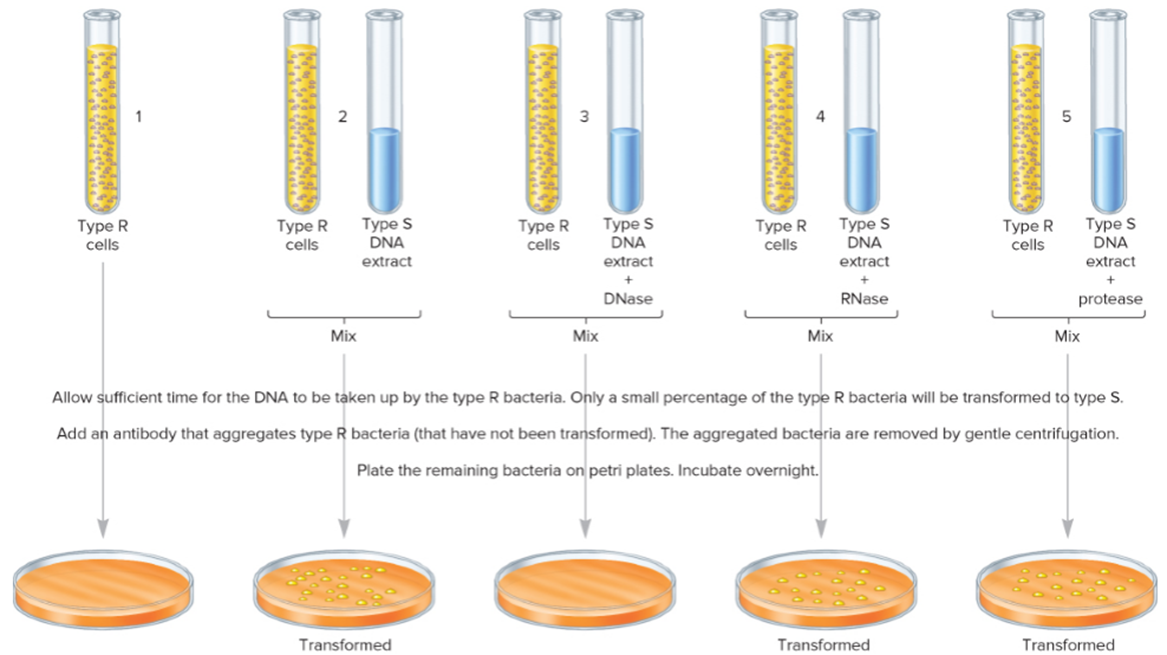 1
2
3
4
5
Type R
cells
Type R
cells
Type S
DNA
extract
Type R
cells
Type S
DNA
extract
+
DNase
Type R
cells
Type S
DNA
extract
+
RNase
Type R
cells
Type S
DNA
extract
+
protease
Mix
Mix
Mix
Mix
Allow sufficient time for the DNA to be taken up by the type R bacteria. Only a small percentage of the type R bacteria will be transformed to type S.
Add an antibody that aggregates type R bacteria (that have not been transformed). The aggregated bacteria are removed by gentle centrifugation.
Plate the remaining bacteria on petri plates. Incubate overnight.
Transformed
Transformed
Transformed